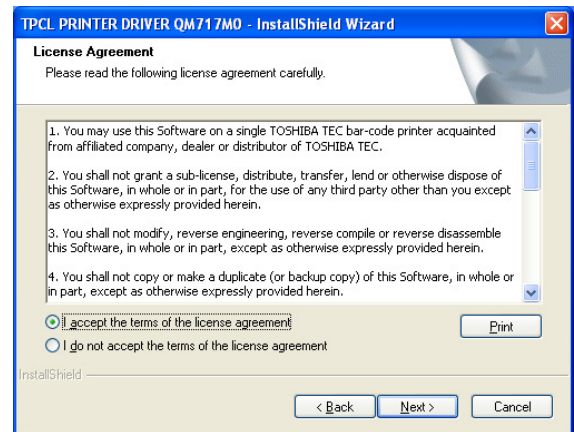 TPCL PRINTER DRIVER QM717M0 - InstallShield Wizard
License Agreement
Please read the following license agreement carefully.
1. You may use this Software on a single TOSHIBA TEC bar-code printer acquainted
from affiliated company, dealer or distributor of TOSHIBA TEC.
2. You shall not grant a sub-license, distribute, transfer, lend or otherwise dispose of
this Software, in whole or in part, for the use of any third party other than you except
as otherwise expressly provided herein.
3. You shall not modify, reverse engineering, reverse compile or reverse disassemble
this Software, in whole or in part, except as otherwise expressly provided herein.
4. You shall not copy or make a duplicate (or backup copy) of this Software, in whole or
in part, except as otherwise expressly provided herein.
I accept the terms of the license agreement
Print
I do not accept the terms of the license agreement
InstallShield
< Back
Next >
Cancel